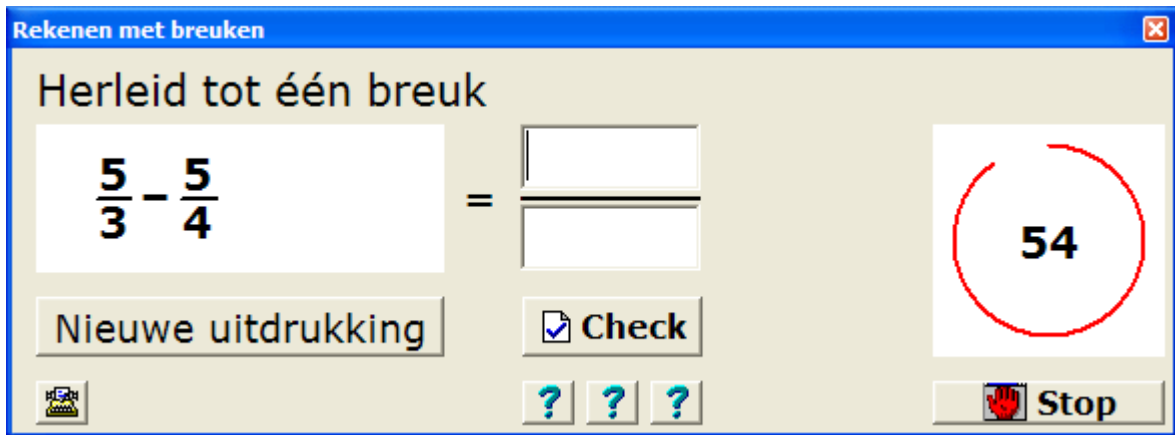 Rekenen met breuken
Herleid tot één breuk
5/3 - 5/4 =
54
Nieuwe uitdrukking
Check
? ? ?
Stop